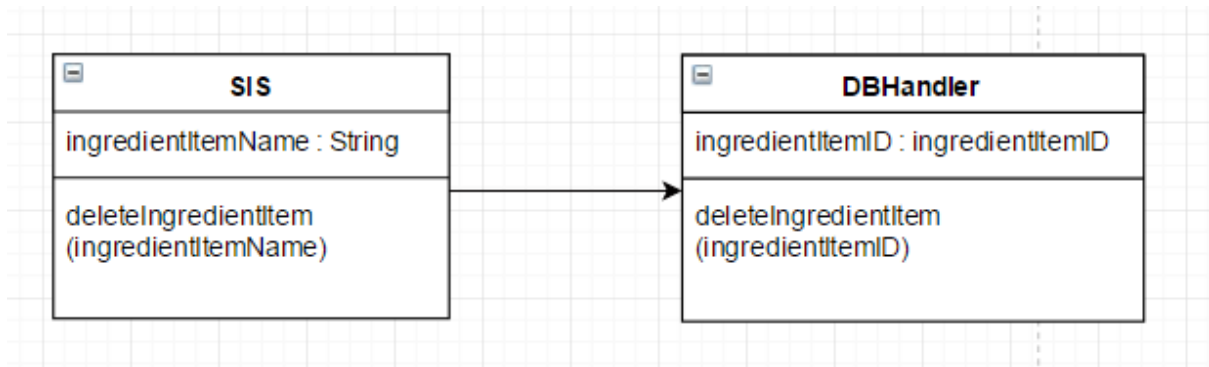 SIS
ingredientItemName : String
deleteIngredientItem
(ingredientItemName)
DBHandler
ingredientItemID : ingredientItemID
deleteIngredientItem
(ingredientItemID)